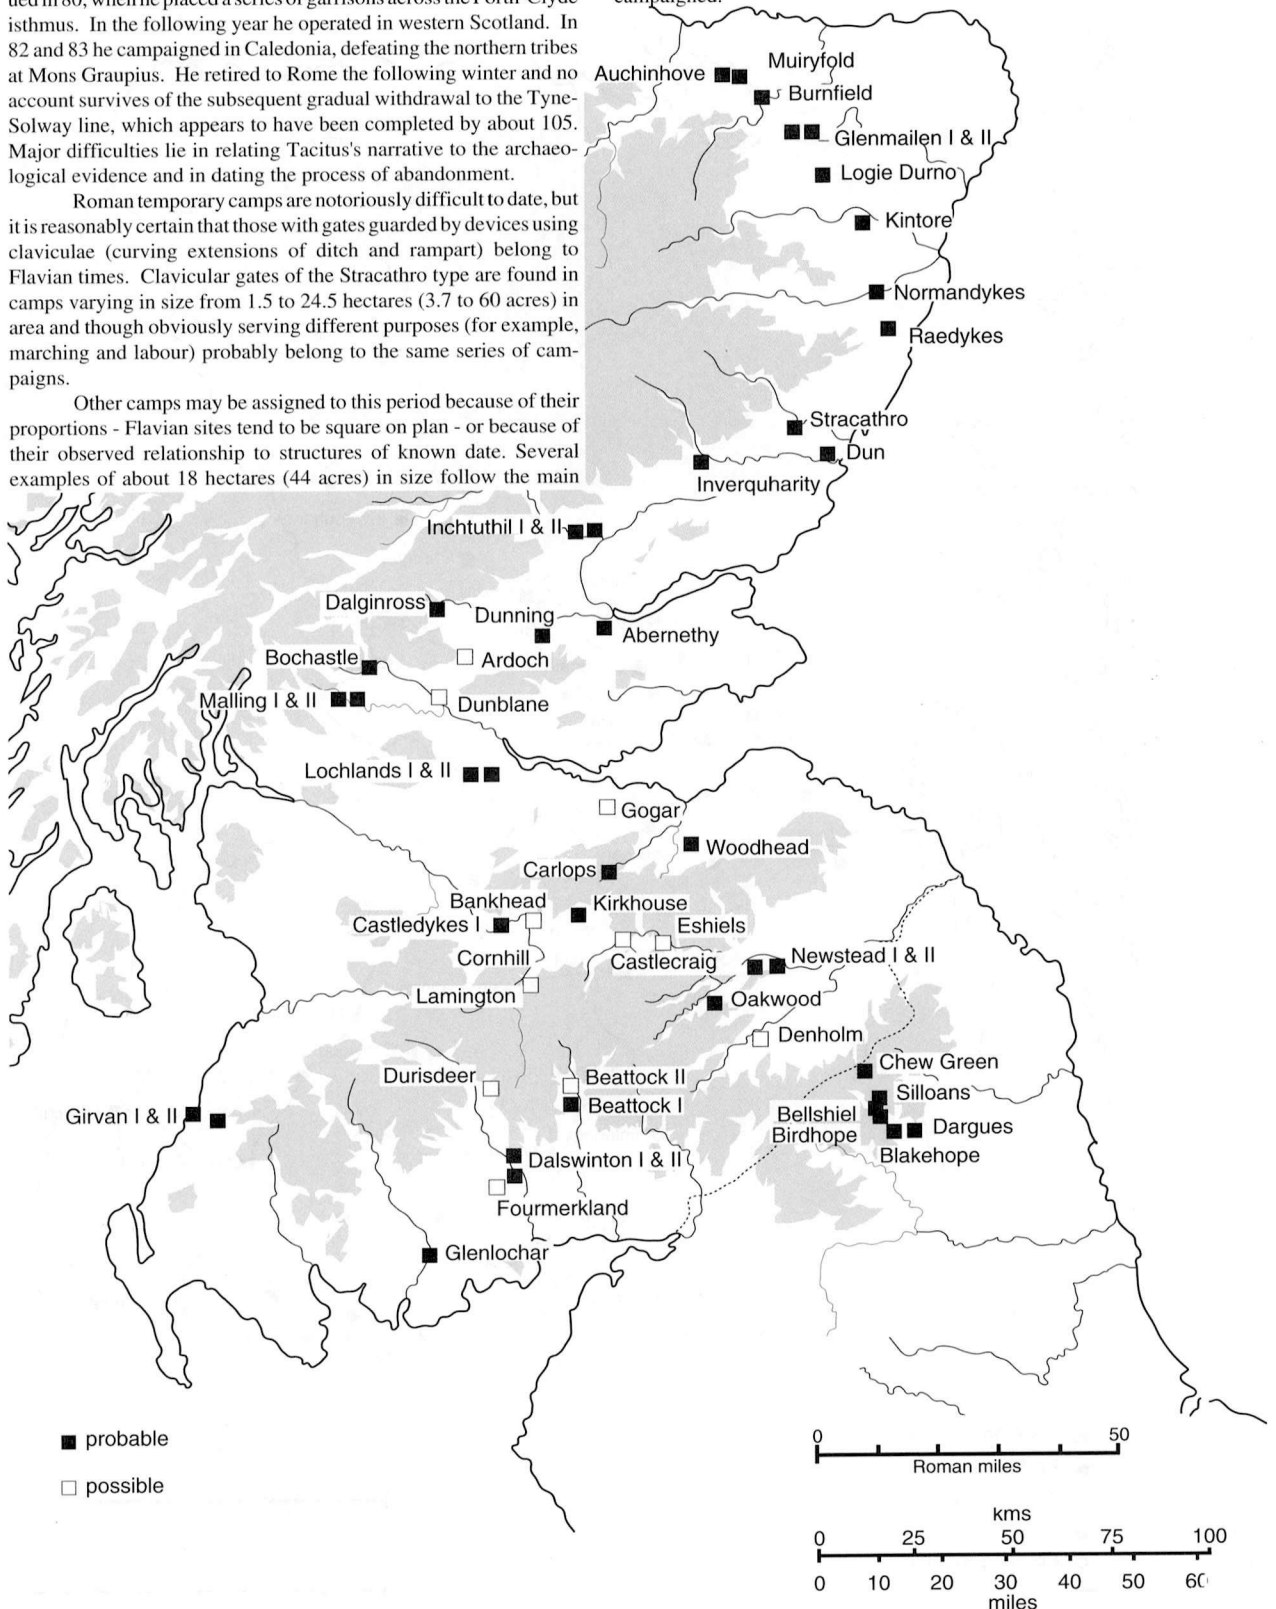 isthmus. In the following year he operated in western Scotland. In
82 and 83 he campaigned in Caledonia, defeating the northern tribes
at Mons Graupius. He retired to Rome the following winter and no
account survives of the subsequent gradual withdrawal to the Tyne-
Solway line, which appears to have been completed by about 105.
Major difficulties lie in relating Tacitus's narrative to the archaeo-
logical evidence and in dating the process of abandonment.
Roman temporary camps are notoriously difficult to date, but
it is reasonably certain that those with gates guarded by devices using
claviculae (curving extensions of ditch and rampart) belong to
Flavian times. Clavicular gates of the Stracathro type are found in
camps varying in size from 1.5 to 24.5 hectares (3.7 to 60 acres) in
area and though obviously serving different purposes (for example,
marching and labour) probably belong to the same series of cam-
paigns.
Other camps may be assigned to this period because of their
proportions - Flavian sites tend to be square on plan - or because of
their observed relationship to structures of known date. Several
examples of about 18 hectares (44 acres) in size follow the main
Auchinhove
Muiryfold
Burnfield
Glenmailen I & II
Logie Durno
Kintore
Normandykes
Raedykes
Stracathro
Dun
Inverquharity
Inchtuthil I & II
Dalginross
Dunning
Abernethy
Bochastle
Ardoch
Malling I & II
Dunblane
Lochlands I & II
Gogar
Woodhead
Carlops
Bankhead
Kirkhouse
Castledykes I
Eshiels
Cornhill
Castlecraig
Newstead I & II
Lamington
Oakwood
Denholm
Chew Green
Durisdeer
Beattock II
Silloans
Beattock I
Girvan I & II
Bellshiel
Dargues
Birdhope
Blakehope
Dalswinton I & II
Fourmerkland
Glenlochar
probable
possible
0 50
Roman miles
kms
0 25 50 75 100
0 10 20 30 40 50
miles